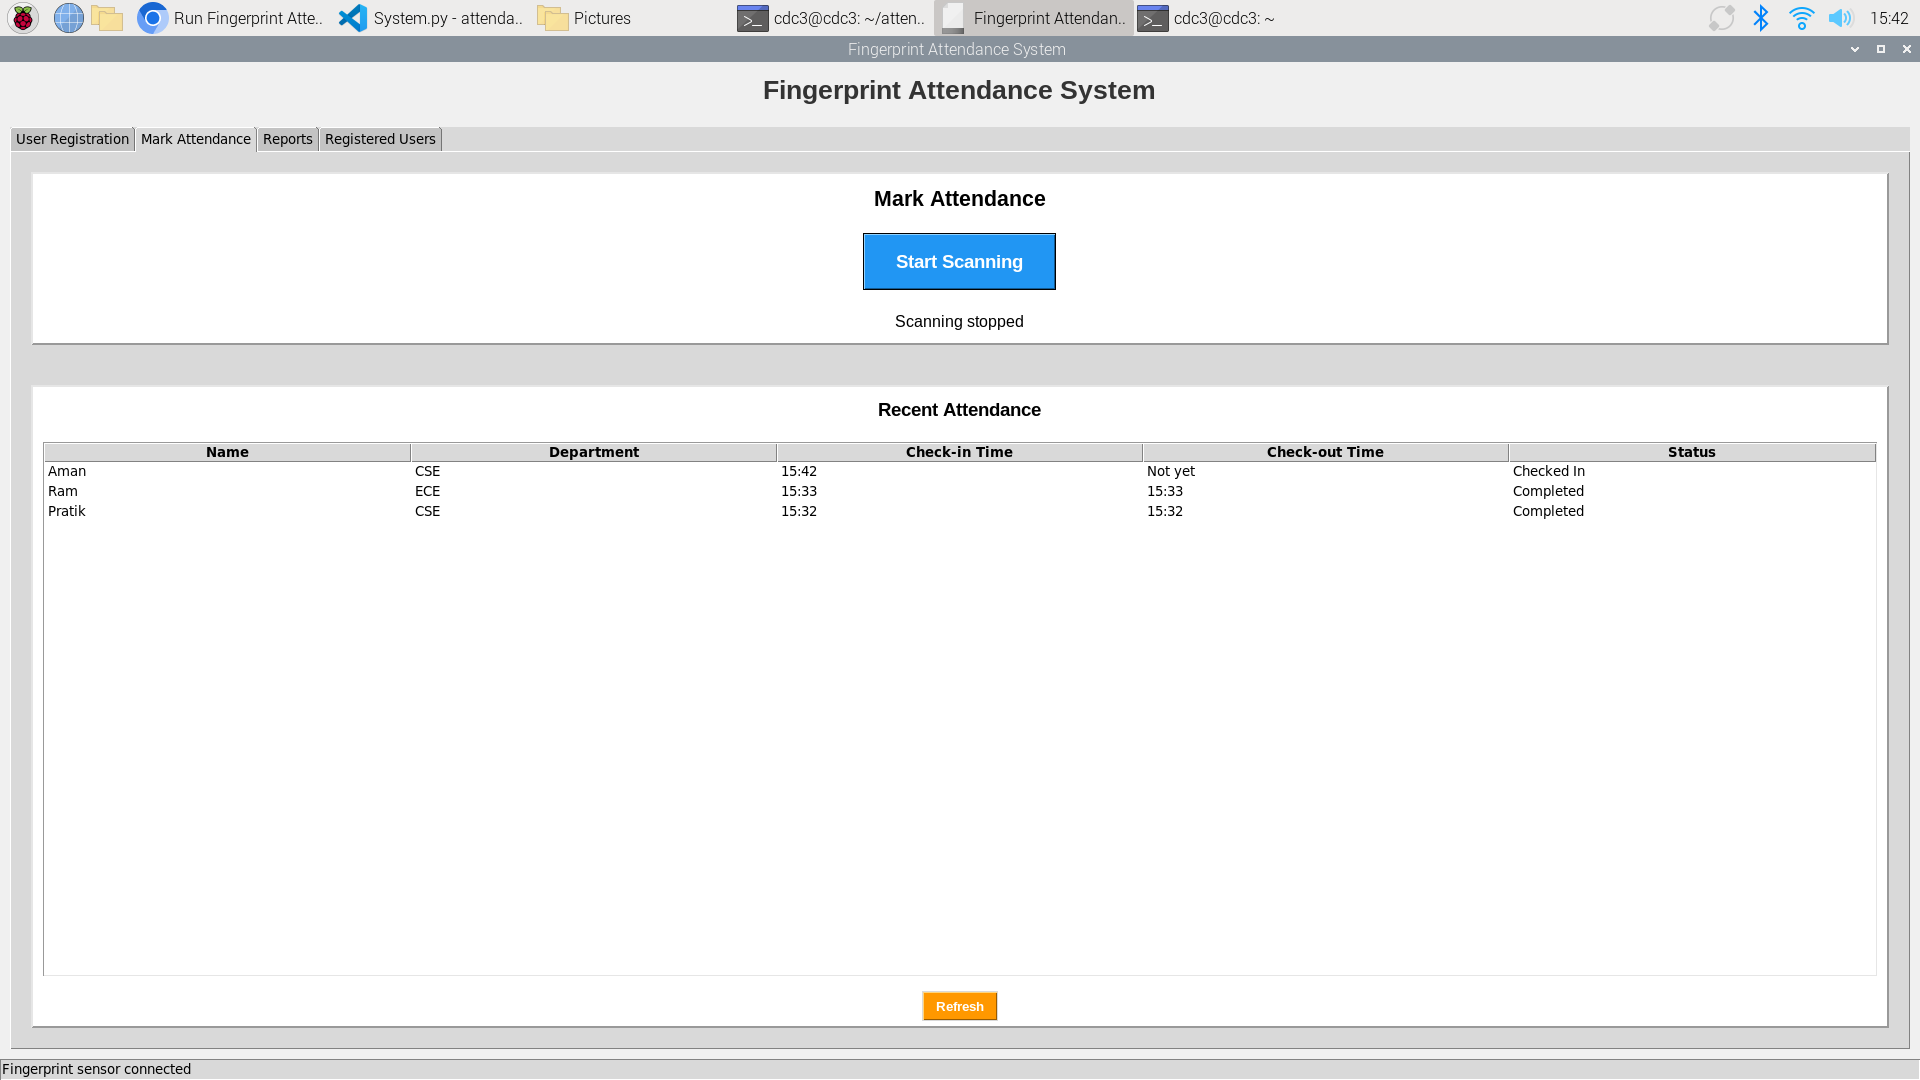 Run Fingerprint Atte.. System.py - attenda.. Pictures cdc3@cdc3: ~/atten.. Fingerprint Attendan.. cdc3@cdc3: ~ 15:42
Fingerprint Attendance System
Fingerprint Attendance System
User Registration Mark Attendance Reports Registered Users
Mark Attendance
Start Scanning
Scanning stopped
Recent Attendance
Name Department Check-in Time Check-out Time Status
Aman CSE 15:42 Not yet Checked In
Ram ECE 15:33 15:33 Completed
Pratik CSE 15:32 15:32 Completed
Refresh
Fingerprint sensor connected